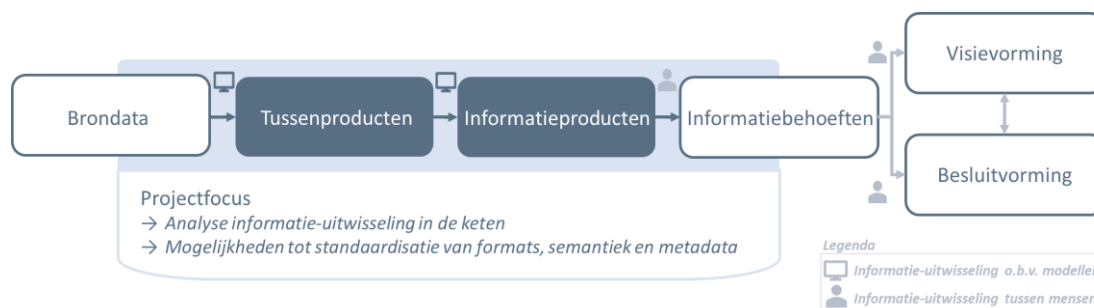 Visievorming
Brondata
Tussenproducten
Informatieproducten
Informatiebehoeften
Besluitvorming
Projectfocus
→ Analyse informatie-uitwisseling in de keten
→ Mogelijkheden tot standaardisatie van formats, semantiek en metadata
Legenda
Informatie-uitwisseling o.b.v. modellen
Informatie-uitwisseling tussen mensen